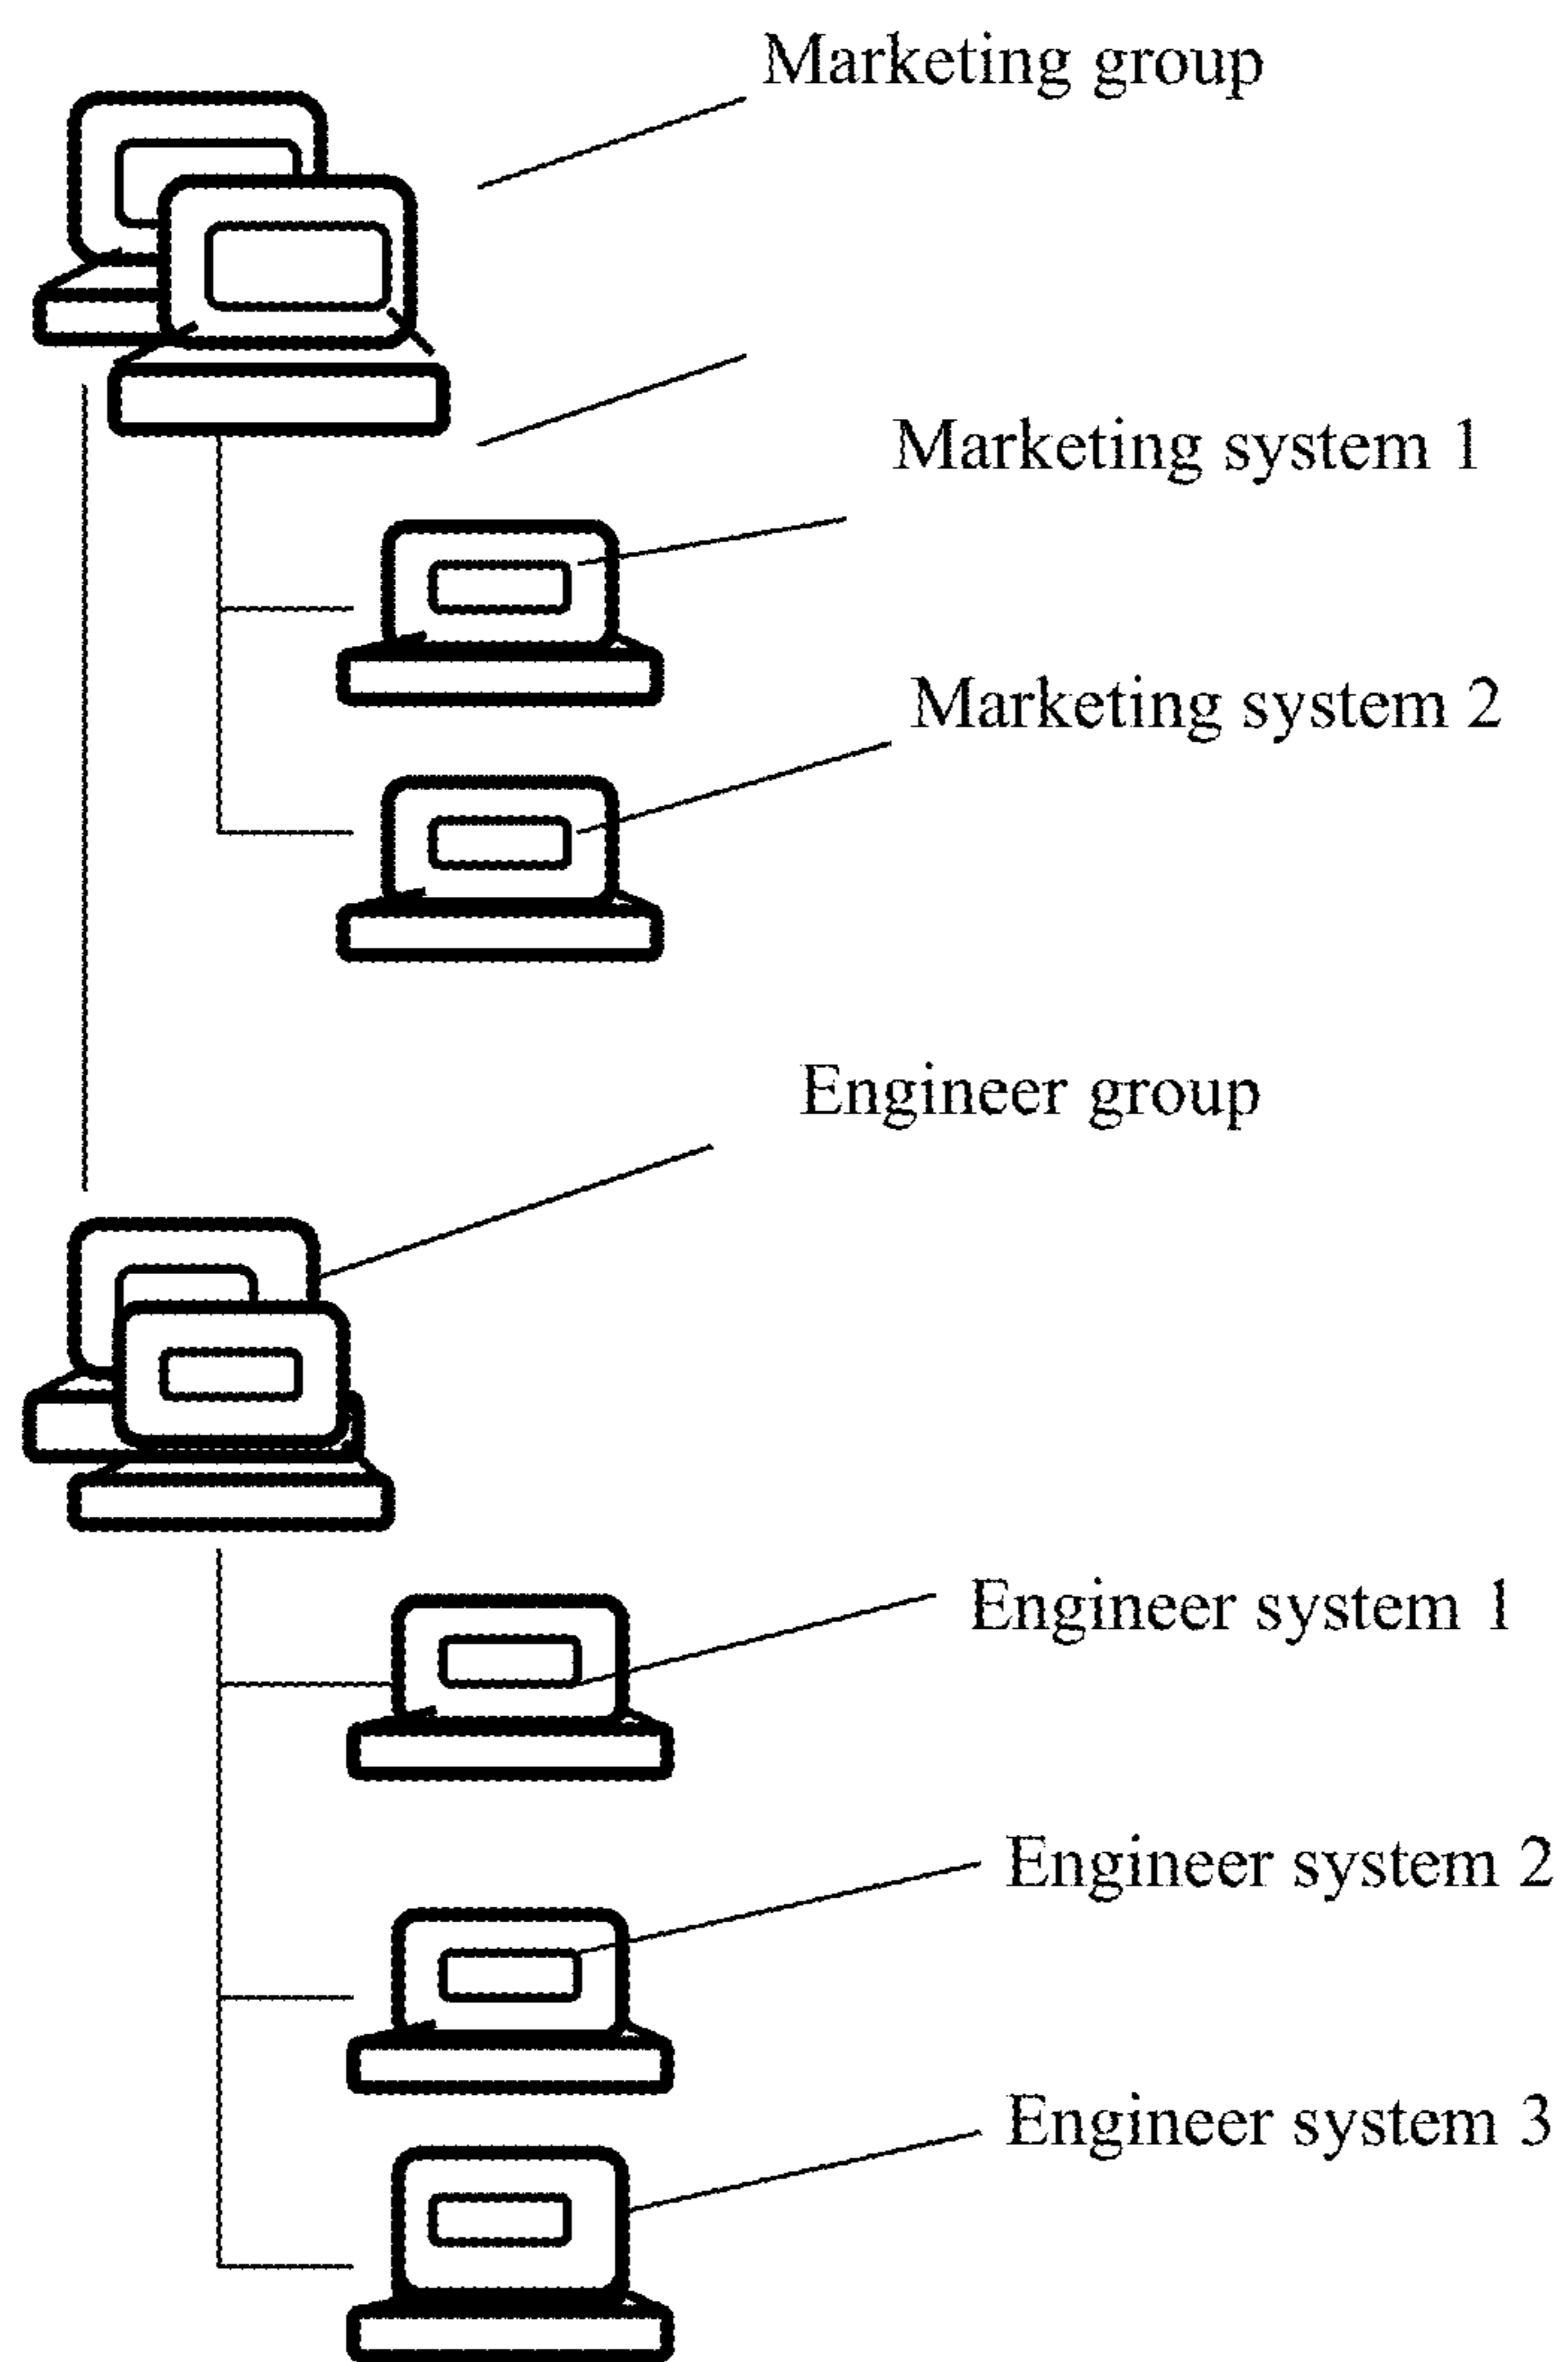 Marketing group
Marketing system 1
Marketing system 2
Engineer group
Engineer system 1
Engineer system 2
Engineer system 3